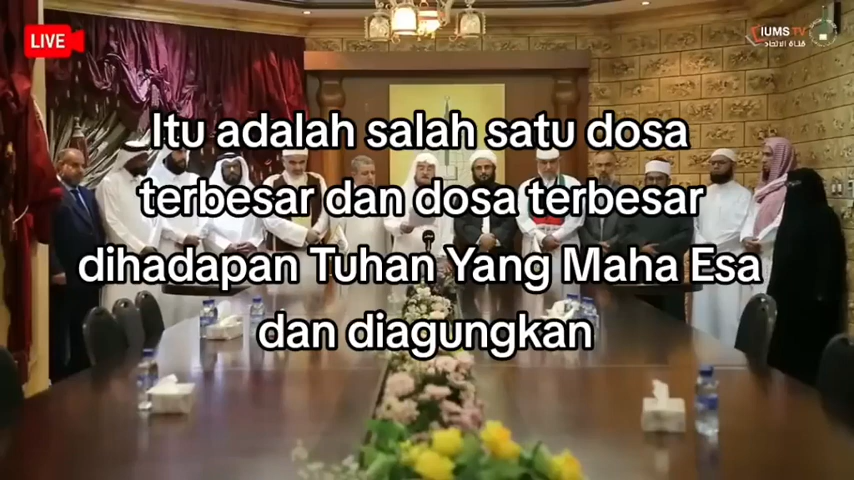 LIVE
IUMS TV
قناة الاتحاد
Itu adalah salah satu dosa
terbesar dan dosa terbesar
dihadapan Tuhan Yang Maha Esa
dan diagungkan